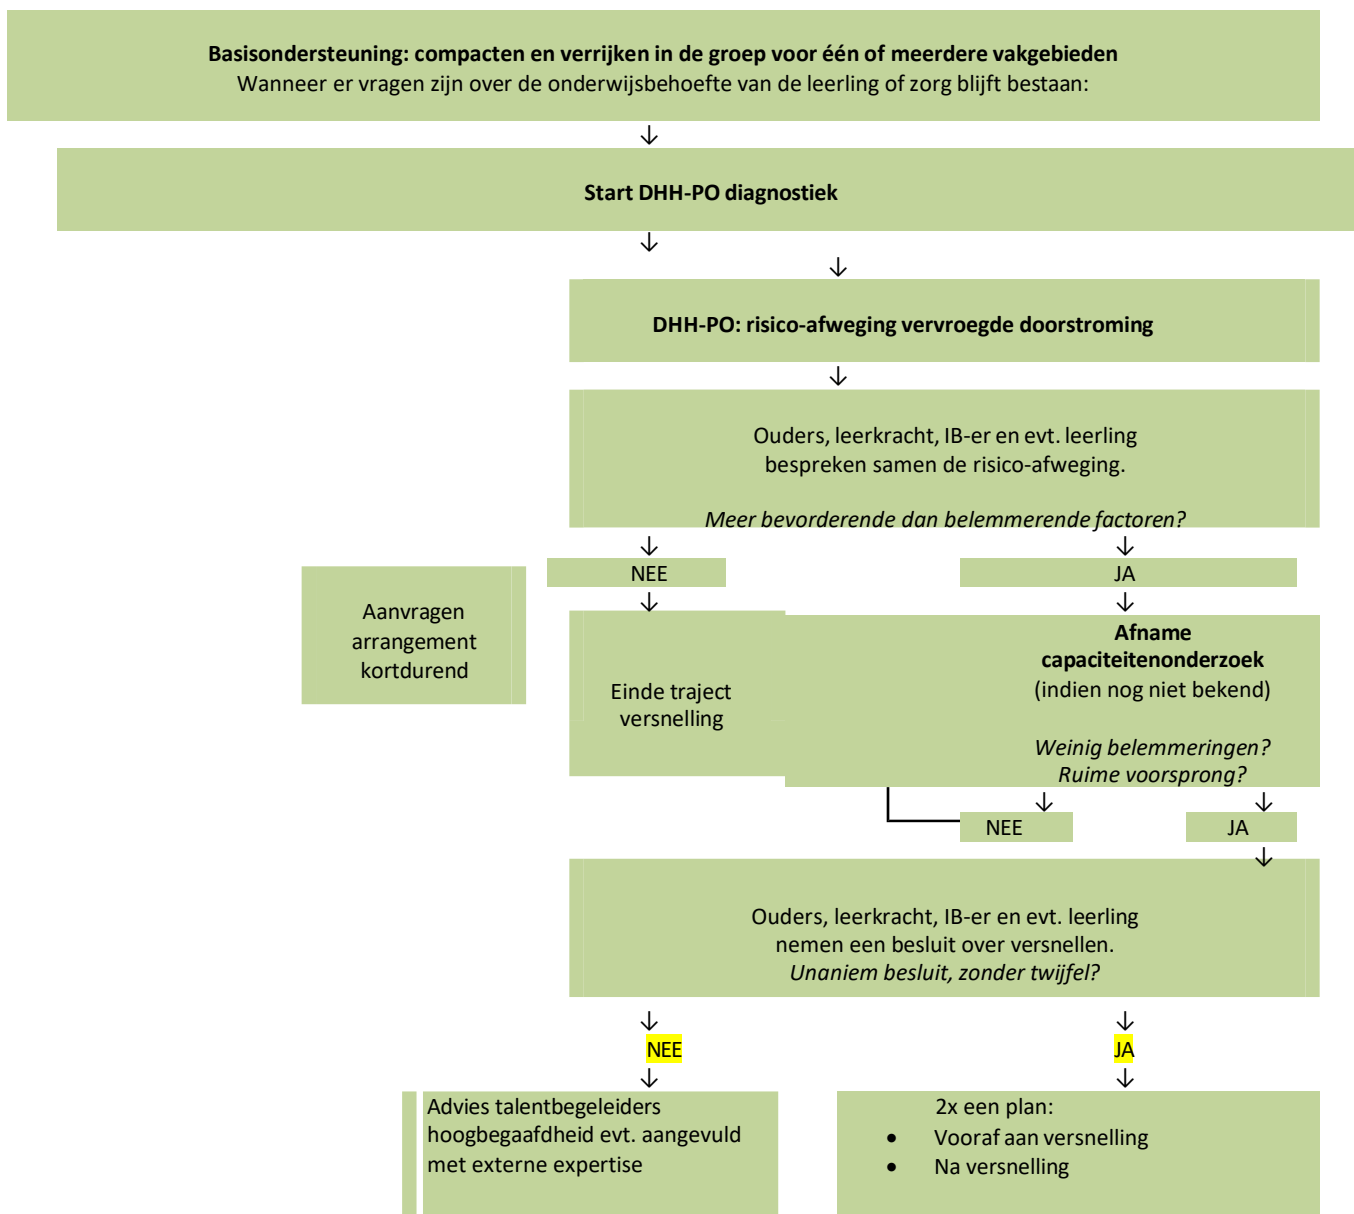 Basisondersteuning: compacten en verrijken in de groep voor één of meerdere vakgebieden
Wanneer er vragen zijn over de onderwijsbehoefte van de leerling of zorg blijft bestaan:
Start DHH-PO diagnostiek
DHH-PO: risico-afweging vervroegde doorstroming
Ouders, leerkracht, IB-er en evt. leerling
bespreken samen de risico-afweging.
Meer bevorderende dan belemmerende factoren?
NEE
JA
Aanvragen
arrangement
kortdurend
Einde traject
versnelling
Afname
capaciteitenonderzoek
(indien nog niet bekend)
Weinig belemmeringen?
Ruime voorsprong?
NEE
JA
Ouders, leerkracht, IB-er en evt. leerling
nemen een besluit over versnellen.
Unaniem besluit, zonder twijfel?
NEE
JA
Advies talentbegeleiders
hoogbegaafdheid evt. aangevuld
met externe expertise
2x een plan:
• Vooraf aan versnelling
• Na versnelling